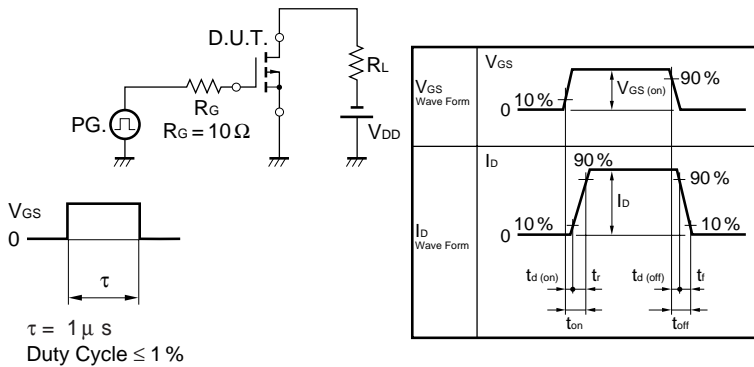 D.U.T.
RL
RG
RG = 10 Ω
PG.
VDD
VGS
0
τ
τ = 1 μ s
Duty Cycle ≤ 1 %
VGS
Wave Form
VGS
10 %
0
VGS (on)
90 %
ID
Wave Form
ID
90 %
90 %
ID
10 %
0
10 %
td (on)
tr
td (off)
tf
ton
toff